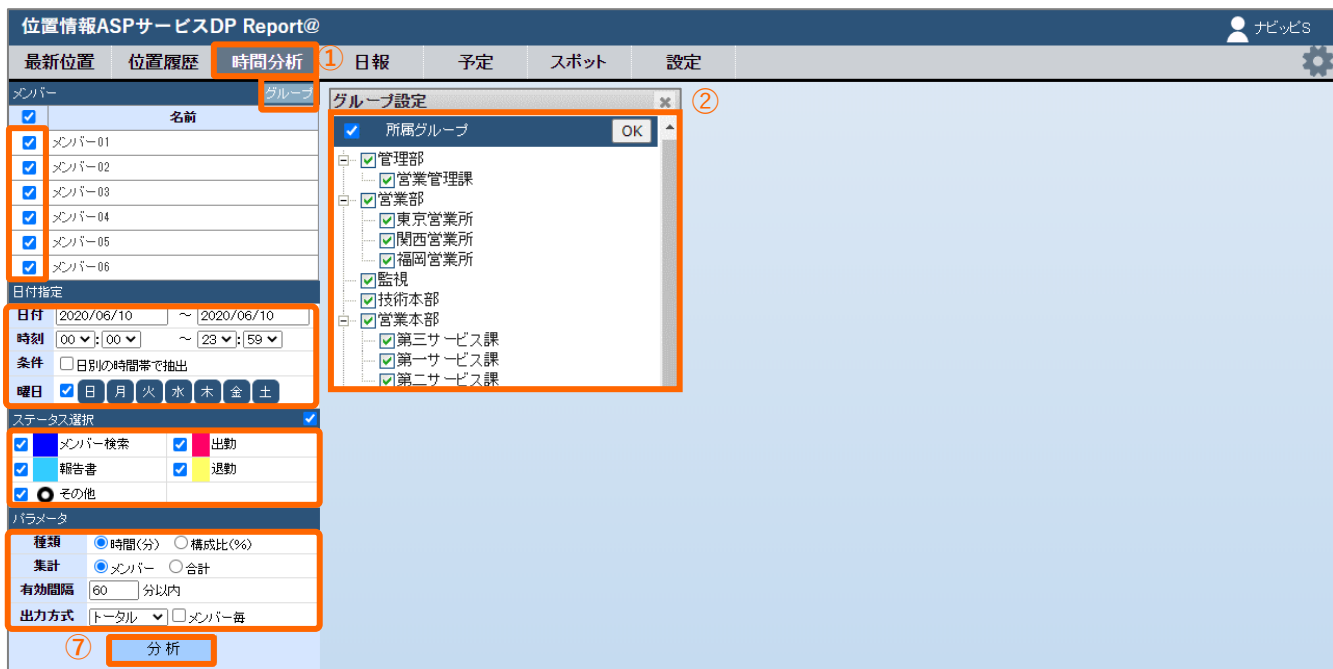 位置情報ASPサービスDP Report@
ナビッピS
最新位置 位置履歴 時間分析 ① 日報 予定 スポット 設定
メンバー グループ
名前
メンバー01
メンバー02
メンバー03
メンバー04
メンバー05
メンバー06
グループ設定 ②
所属グループ OK
管理部
営業管理課
営業部
東京営業所
関西営業所
福岡営業所
監視
技術本部
営業本部
第三サービス課
第一サービス課
第二サービス課
日付指定
日付 2020/06/10 ～ 2020/06/10
時刻 00 : 00 ～ 23 : 59
条件 日別の時間帯で抽出
曜日 日 月 火 水 木 金 土
ステータス選択
メンバー検索 出勤
報告書 退勤
その他
パラメータ
種類 時間(分) 構成比(%)
集計 メンバー 合計
有効間隔 60 分以内
出力方式 トータル メンバー毎
⑦ 分析